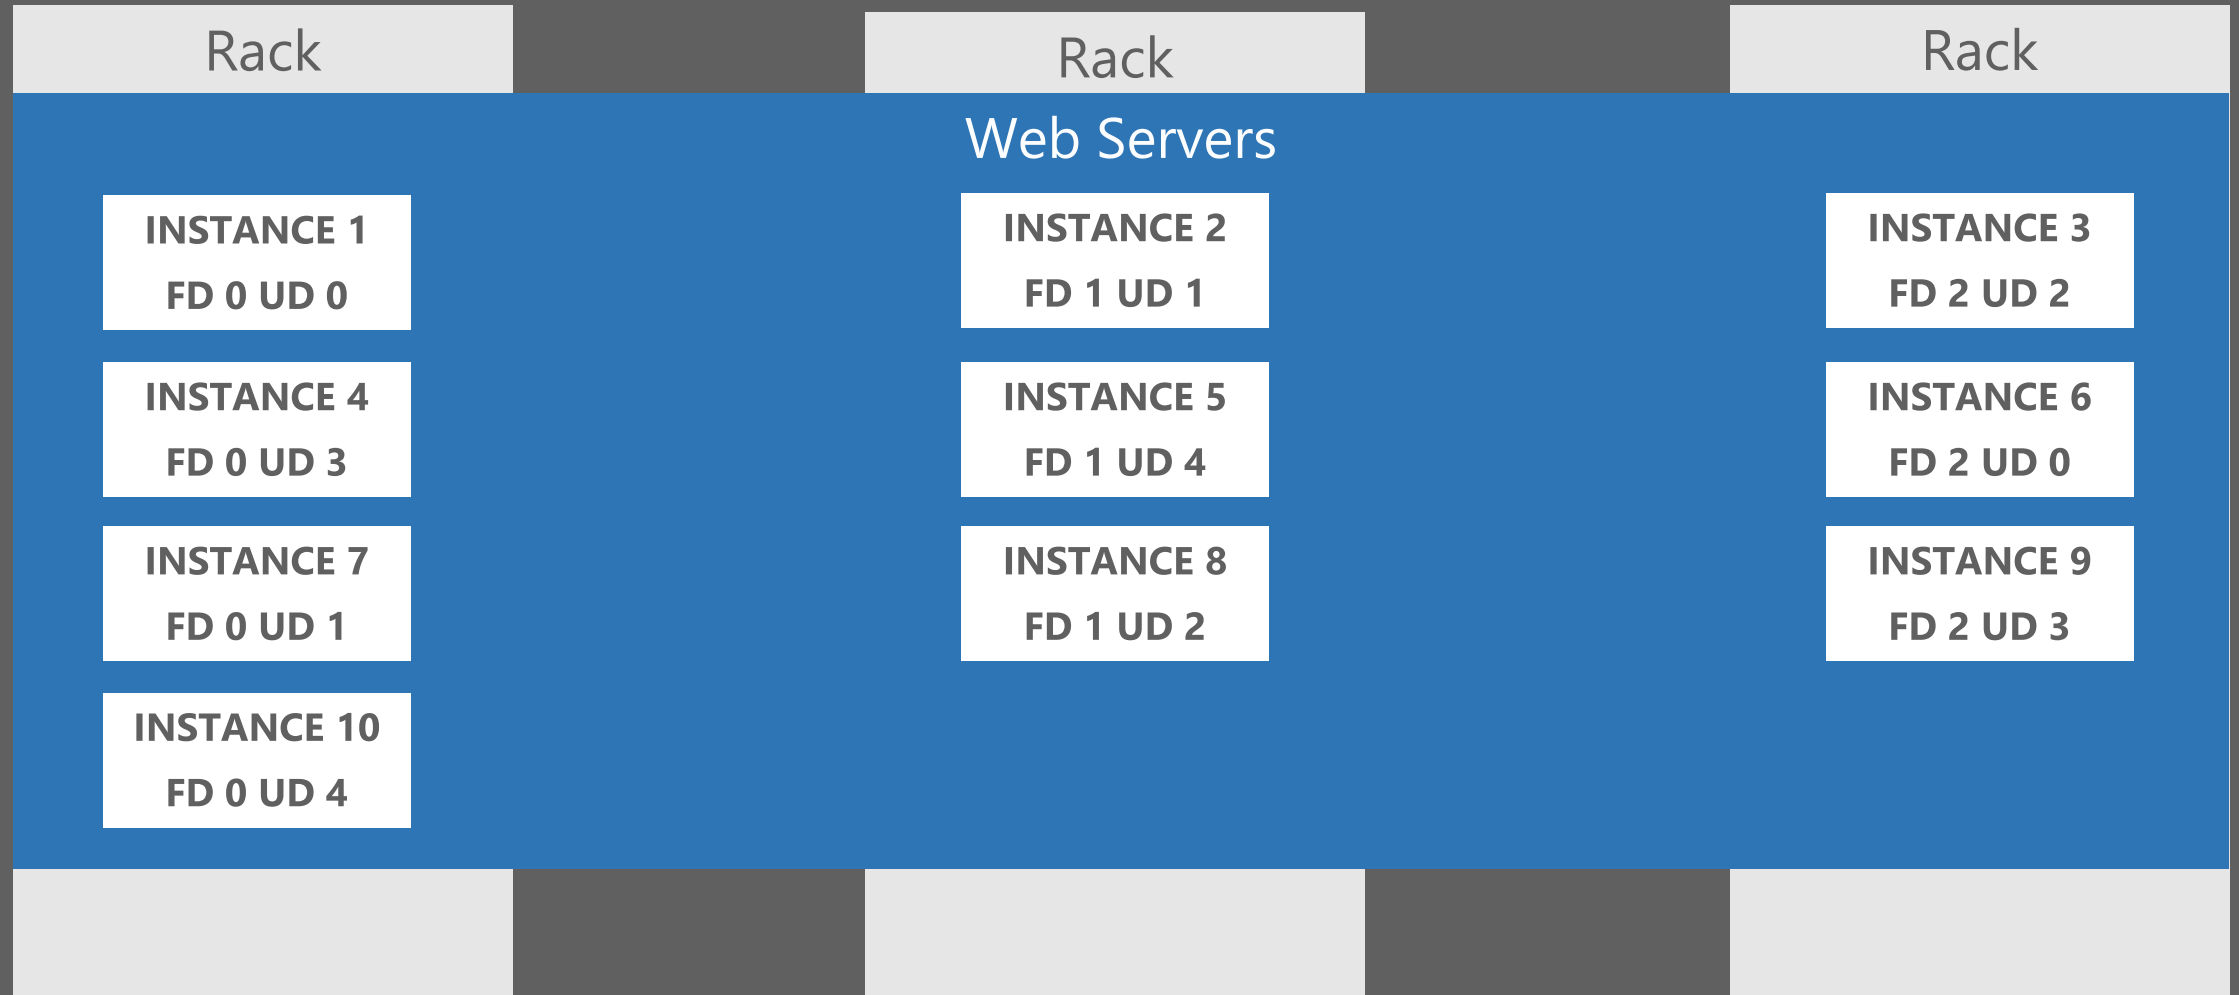 Rack
Rack
Rack
Web Servers
INSTANCE 1
FD 0 UD 0
INSTANCE 2
FD 1 UD 1
INSTANCE 3
FD 2 UD 2
INSTANCE 4
FD 0 UD 3
INSTANCE 5
FD 1 UD 4
INSTANCE 6
FD 2 UD 0
INSTANCE 7
FD 0 UD 1
INSTANCE 8
FD 1 UD 2
INSTANCE 9
FD 2 UD 3
INSTANCE 10
FD 0 UD 4